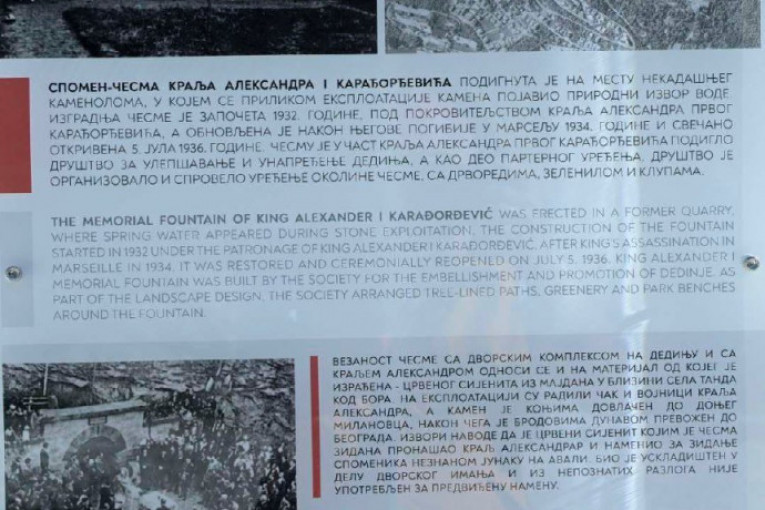 СПОМЕН-ЧЕСМА КРАЉА АЛЕКСАНДРА I КАРАЂОРЂЕВИЋА ПОДИГНУТА ЈЕ НА МЕСТУ НЕКАДАШЊЕГ
КАМЕНОЛОМА, У КОЈЕМ СЕ ПРИЛИКОМ ЕКСПЛОАТАЦИЈЕ КАМЕНА ПОЈАВИО ПРИРОДНИ ИЗВОР ВОДЕ.
ИЗГРАДЊА ЧЕСМЕ ЈЕ ЗАПОЧЕТА 1932. ГОДИНЕ, ПОД ПОКРОВИТЕЉСТВОМ КРАЉА АЛЕКСАНДРА ПРВОГ
КАРАЂОРЂЕВИЋА, А ОБНОВЉЕНА ЈЕ НАКОН ЊЕГОВЕ ПОГИБИЈЕ У МАРСЕЉУ 1934. ГОДИНЕ И СВЕЧАНО
ОТКРИВЕНА 5. ЈУЛА 1936. ГОДИНЕ. ЧЕСМУ ЈЕ У ЧАСТ КРАЉА АЛЕКСАНДРА ПРВОГ КАРАЂОРЂЕВИЋА ПОДИГЛО
ДРУШТВО ЗА УЛЕПШАВАЊЕ И УНАПРЕЂЕЊЕ ДЕДИЊА, А КАО ДЕО ПАРТЕРНОГ УРЕЂЕЊА, ДРУШТВО ЈЕ
ОРГАНИЗОВАЛО И СПРОВЕЛО УРЕЂЕЊЕ ОКОЛИНЕ ЧЕСМЕ, СА ДРВОРЕДИМА, ЗЕЛЕНИЛОМ И КЛУПАМА.
THE MEMORIAL FOUNTAIN OF KING ALEXANDER I KARAĐORĐEVIĆ WAS ERECTED IN A FORMER QUARRY,
WHERE SPRING WATER APPEARED DURING STONE EXPLOITATION. THE CONSTRUCTION OF THE FOUNTAIN
STARTED IN 1932 UNDER THE PATRONAGE OF KING ALEXANDER I KARAĐORĐEVIĆ. AFTER KING'S ASSASSINATION IN
MARSEILLE IN 1934, IT WAS RESTORED AND CEREMONIALLY REOPENED ON JULY 5, 1936. KING ALEXANDER I
MEMORIAL FOUNTAIN WAS BUILT BY THE SOCIETY FOR THE EMBELLISHMENT AND PROMOTION OF DEDINJE. AS
PART OF THE LANDSCAPE DESIGN, THE SOCIETY ARRANGED TREE-LINED PATHS, GREENERY AND PARK BENCHES
AROUND THE FOUNTAIN.
ВЕЗАНОСТ ЧЕСМЕ СА ДВОРСКИМ КОМПЛЕКСОМ НА ДЕДИЊУ И СА
КРАЉЕМ АЛЕКСАНДРОМ ОДНОСИ СЕ И НА МАТЕРИЈАЛ ОД КОЈЕГ ЈЕ
ИЗРАЂЕНА - ЦРВЕНОГ СИЈЕНИТА ИЗ МАЈДАНА У БЛИЗИНИ СЕЛА ТАНДА
КОД БОРА. НА ЕКСПЛОАТАЦИЈИ СУ РАДИЛИ ЧАК И ВОЈНИЦИ КРАЉА
АЛЕКСАНДРА, А КАМЕН ЈЕ КОЊИМА ДОВЛАЧЕН ДО ДОЊЕГ
МИЛАНОВЦА, НАКОН ЧЕГА ЈЕ БРОДОВИМА ДУНАВОМ ПРЕВОЖЕН ДО
БЕОГРАДА. ИЗВОРИ НАВОДЕ ДА ЈЕ ЦРВЕНИ СИЈЕНИТ КОЈИМ ЈЕ ЧЕСМА
ЗИДАНА ПРОНАШАО КРАЉ АЛЕКСАНДАР И НАМЕНИО ЗА ЗИДАЊЕ
СПОМЕНИКА НЕЗНАНОМ ЈУНАКУ НА АВАЛИ. БИО ЈЕ УСКЛАДИШТЕН У
ДЕЛУ ДВОРСКОГ ИМАЊА И ИЗ НЕПОЗНАТИХ РАЗЛОГА НИЈЕ
УПОТРЕБЉЕН ЗА ПРЕДВИЂЕНУ НАМЕНУ.